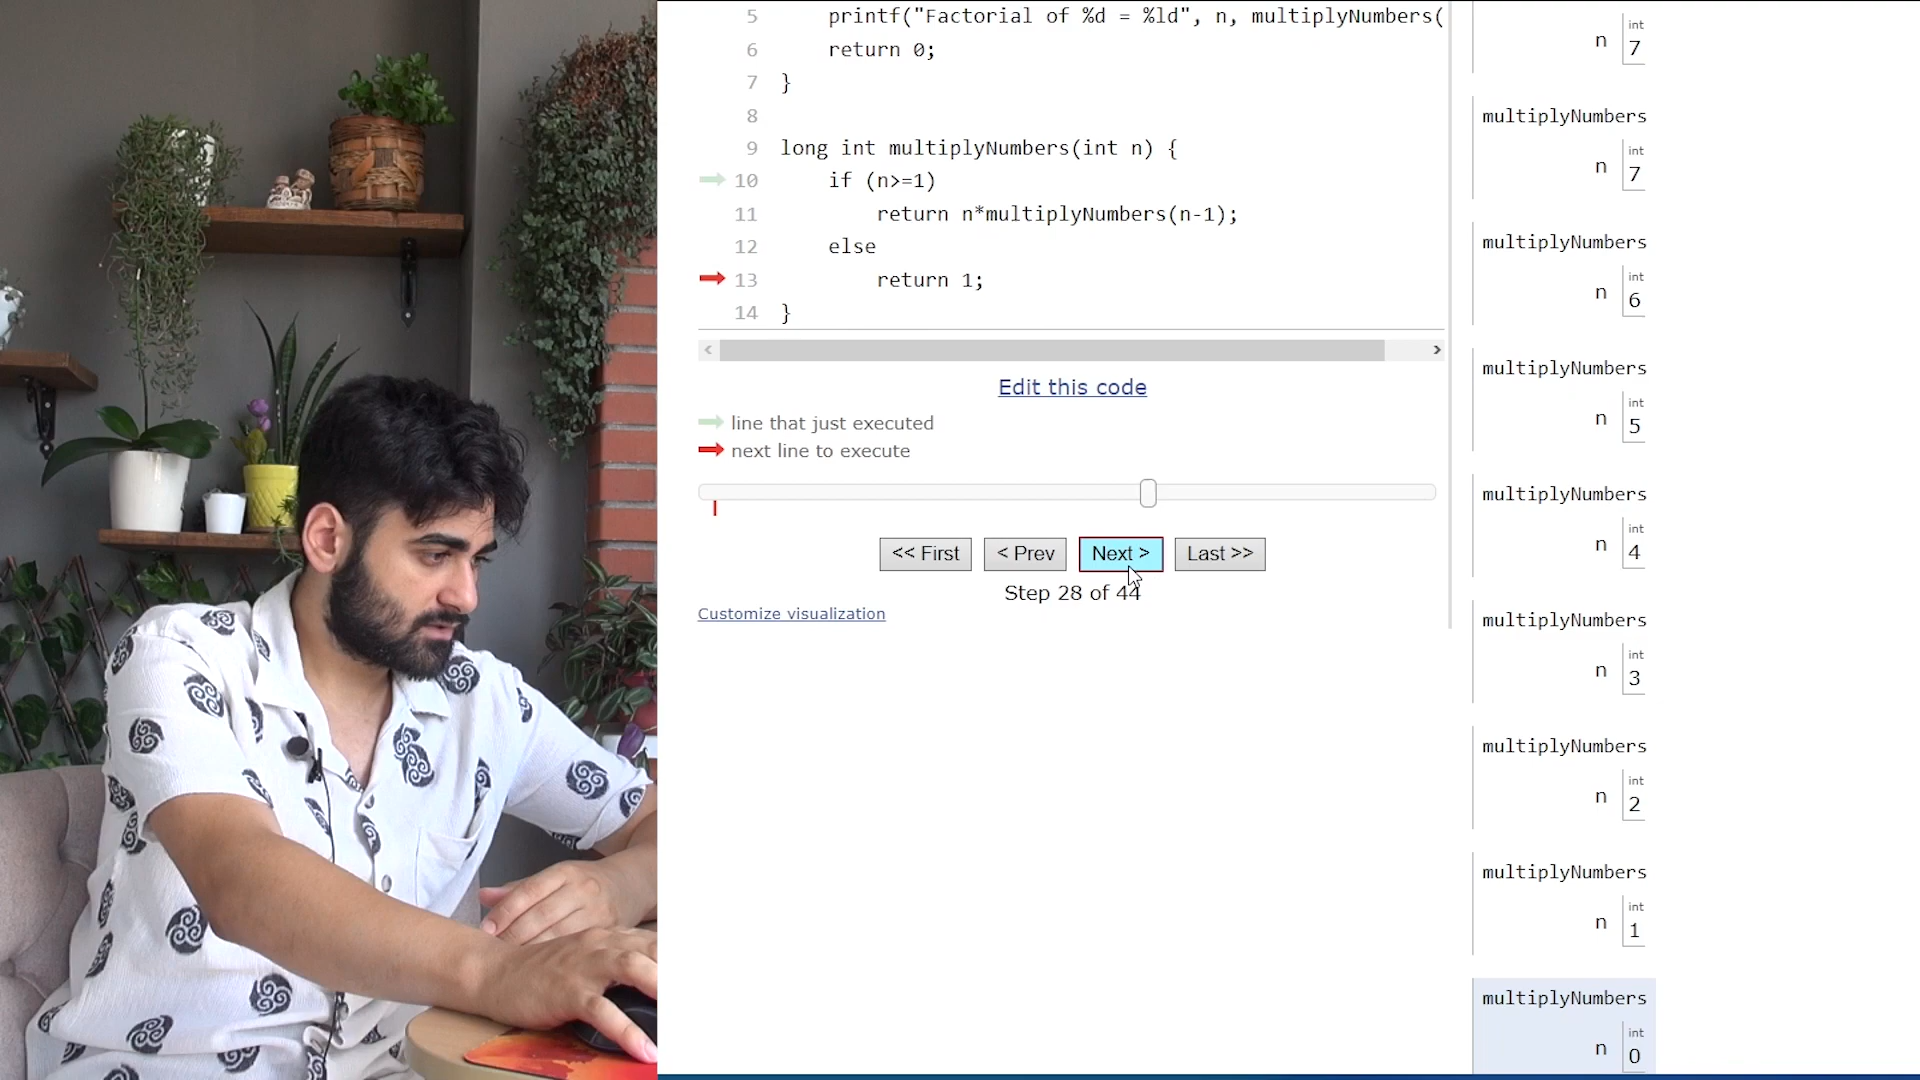 5 printf("Factorial of %d = %ld", n, multiplyNumbers(
6 return 0;
7 }
8
9 long int multiplyNumbers(int n) {
10 if (n>=1)
11 return n*multiplyNumbers(n-1);
12 else
13 return 1;
14 }
Edit this code
line that just executed
next line to execute
<< First
< Prev
Next >
Last >>
Step 28 of 44
Customize visualization
int
n 7
multiplyNumbers
int
n 7
multiplyNumbers
int
n 6
multiplyNumbers
int
n 5
multiplyNumbers
int
n 4
multiplyNumbers
int
n 3
multiplyNumbers
int
n 2
multiplyNumbers
int
n 1
multiplyNumbers
int
n 0